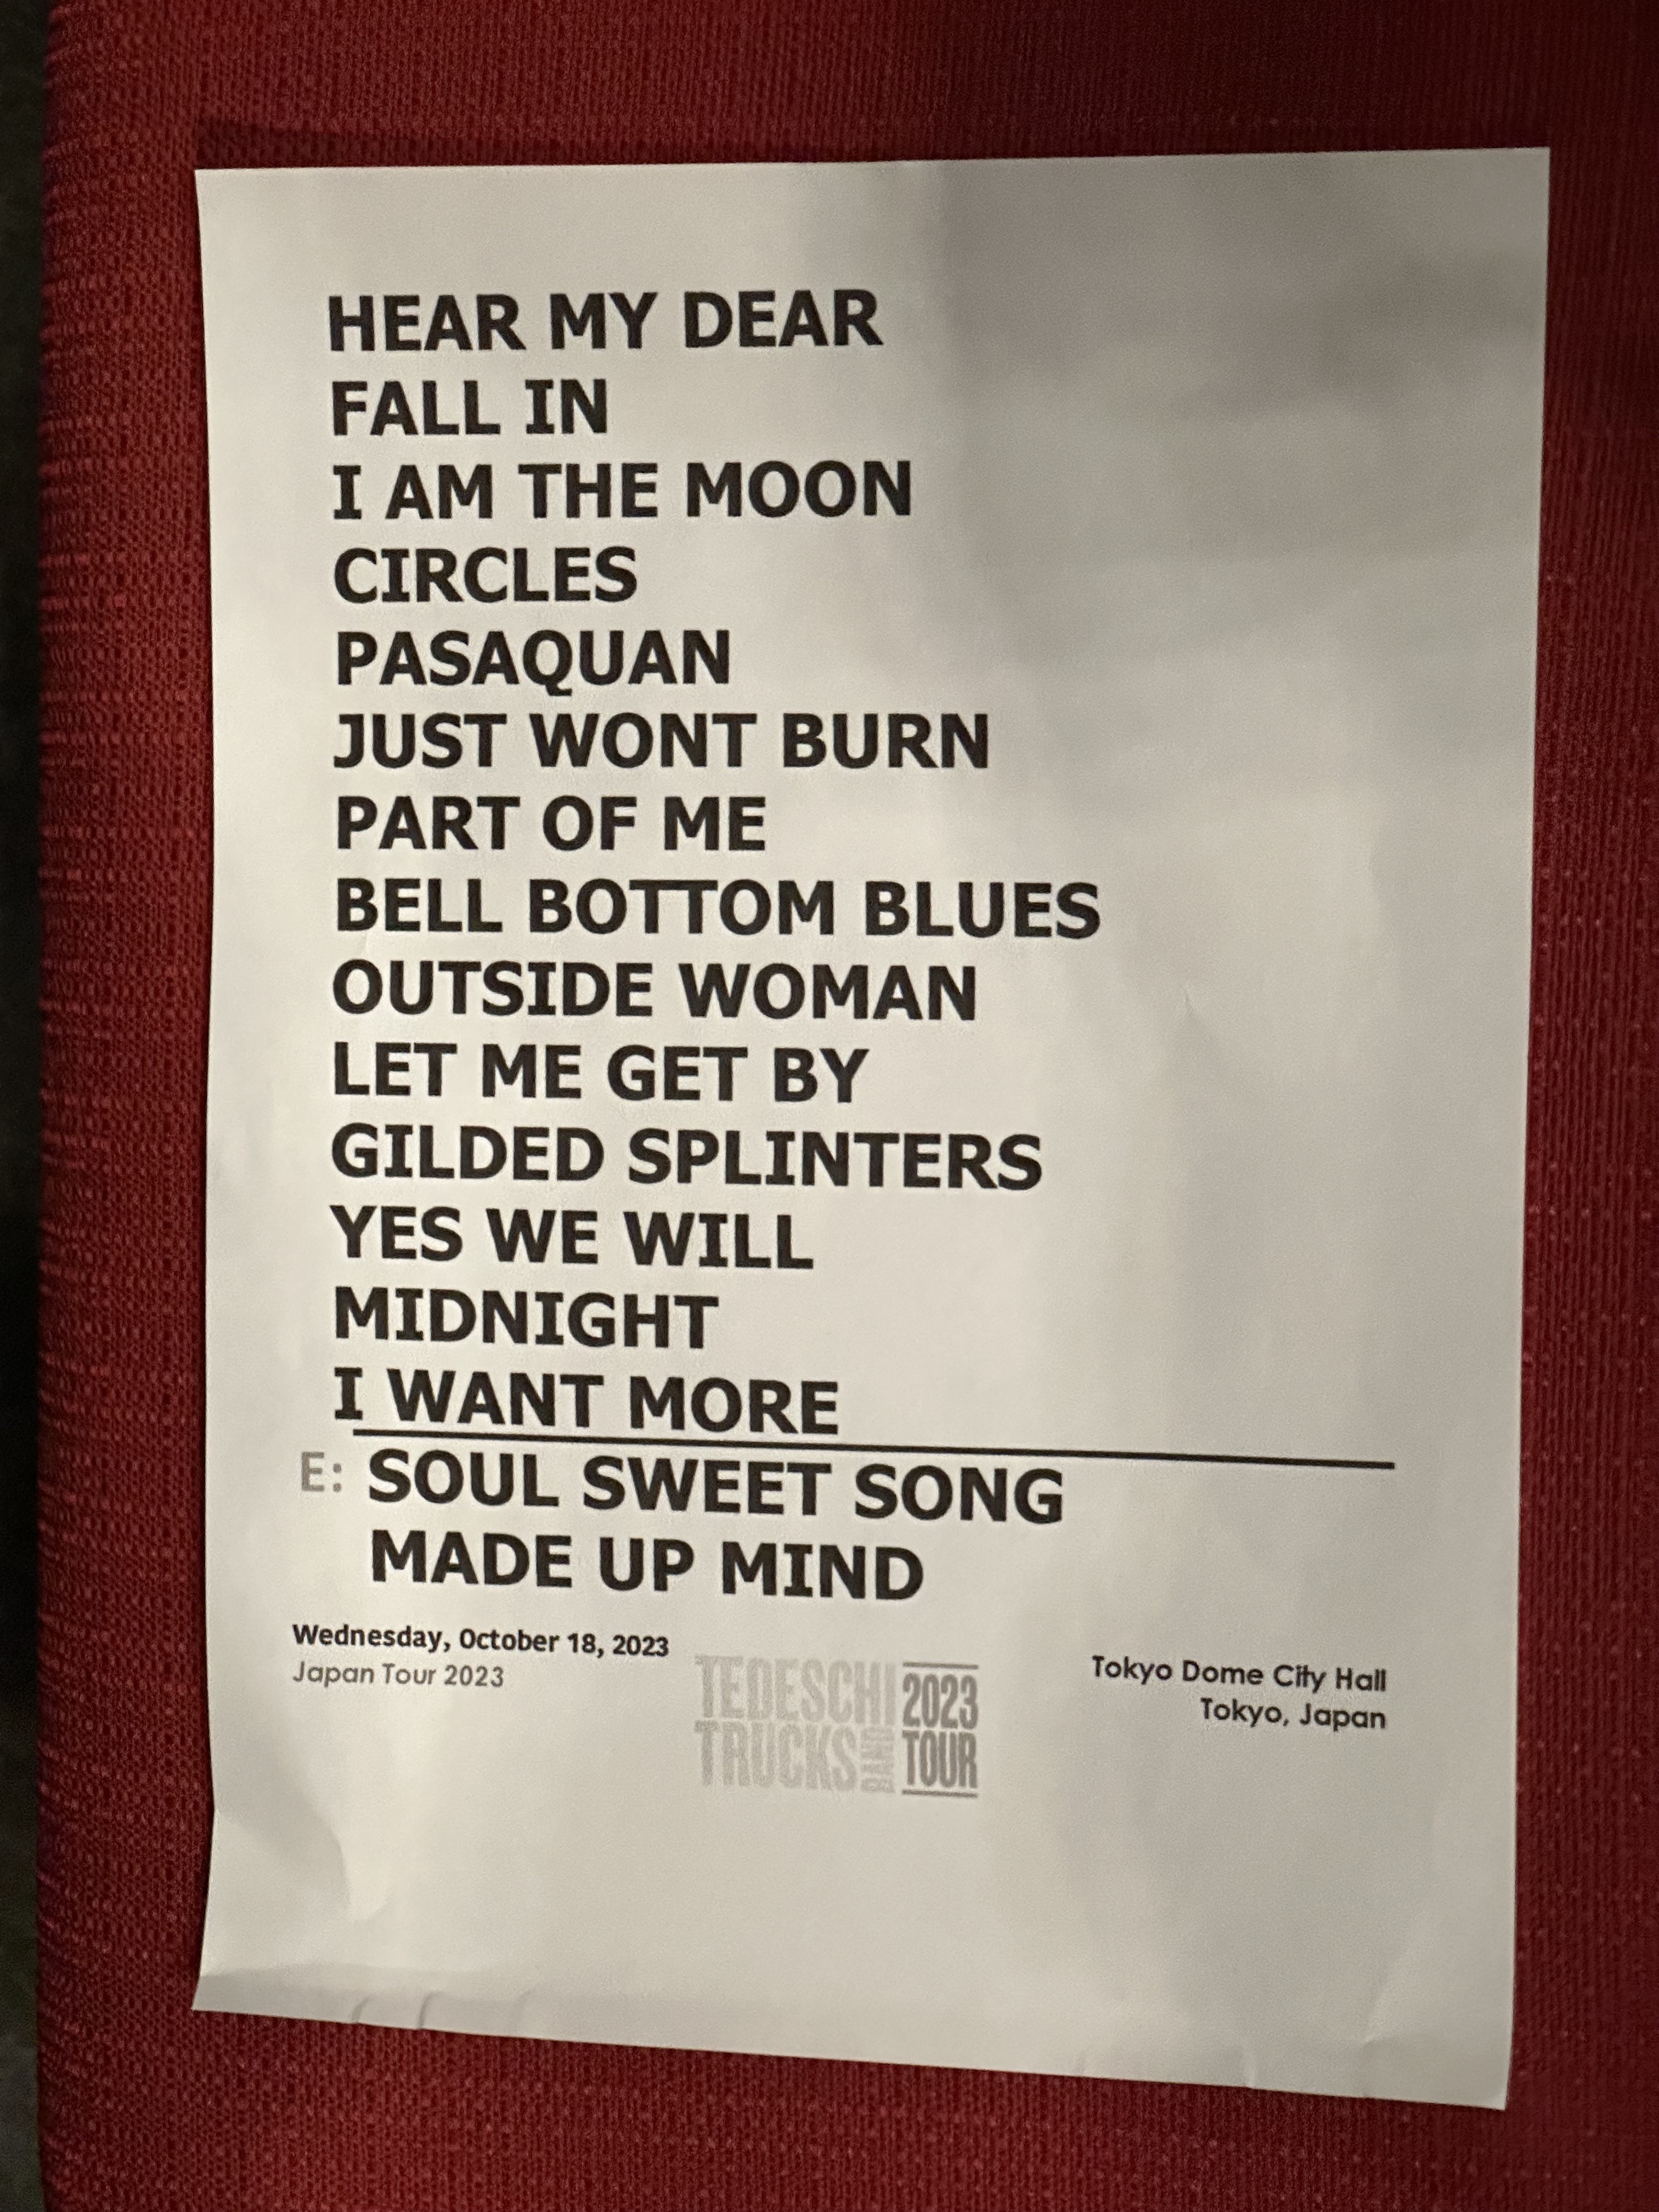 HEAR MY DEAR
FALL IN
I AM THE MOON
CIRCLES
PASAQUAN
JUST WONT BURN
PART OF ME
BELL BOTTOM BLUES
OUTSIDE WOMAN
LET ME GET BY
GILDED SPLINTERS
YES WE WILL
MIDNIGHT
I WANT MORE
E: SOUL SWEET SONG
MADE UP MIND
Wednesday, October 18, 2023
Japan Tour 2023
TEDESCHI
TRUCKS BAND
2023
TOUR
Tokyo Dome City Hall
Tokyo, Japan